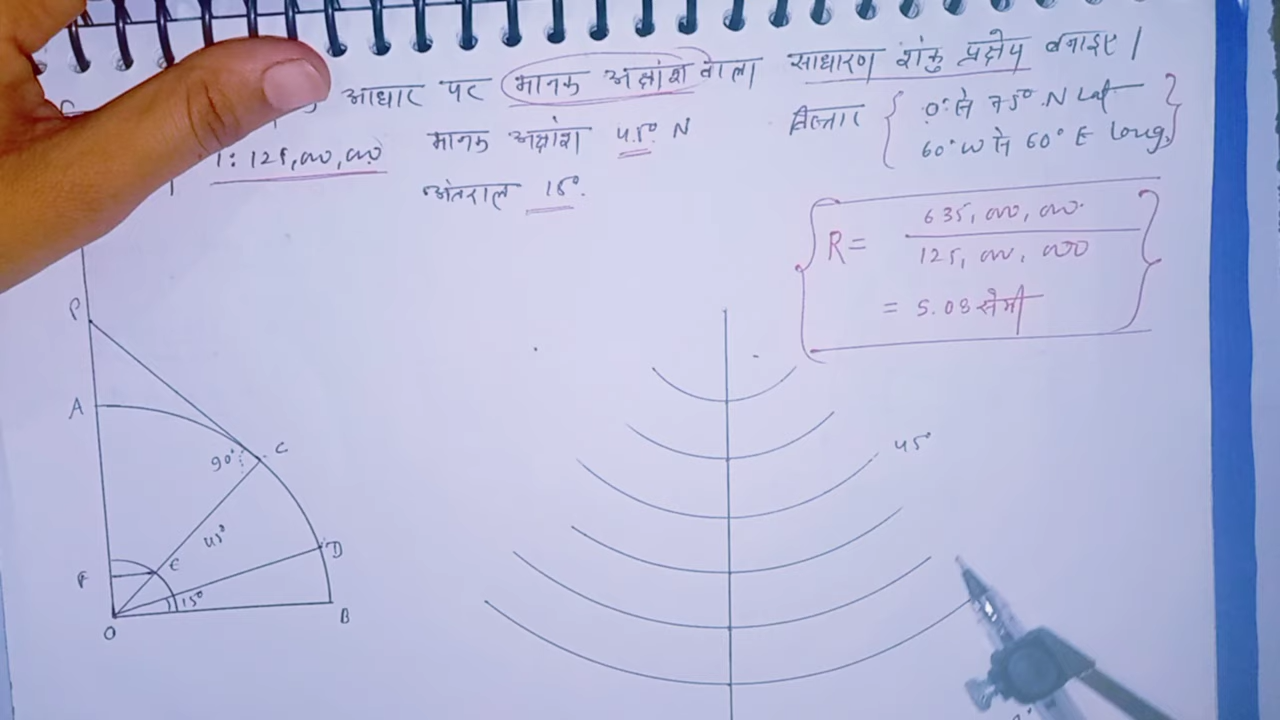 आधार पर मानक अक्षांश वाला साधारण शंकु प्रक्षेप बनाइए |
1: 125,000,000
मानक अक्षांश 45° N
अंतराल 15°.
विस्तार { 0° से 75° N Lat
60° W से 60° E Long. }
R = 635,000,000
125,000,000
= 5.08 सेमी
P
A
90°
C
45°
D
F
E
15°
O
B
45°